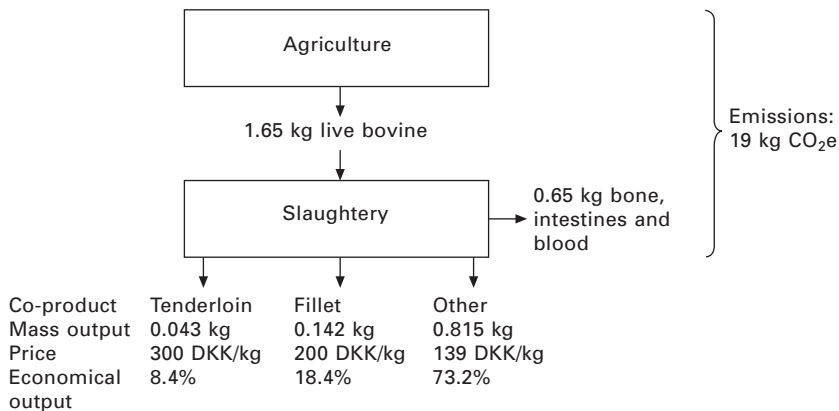 Agriculture
1.65 kg live bovine
Emissions:
19 kg CO₂e
Slaughtery
0.65 kg bone,
intestines and
blood
Co-product Tenderloin Fillet Other
Mass output 0.043 kg 0.142 kg 0.815 kg
Price 300 DKK/kg 200 DKK/kg 139 DKK/kg
Economical 8.4% 18.4% 73.2%
output